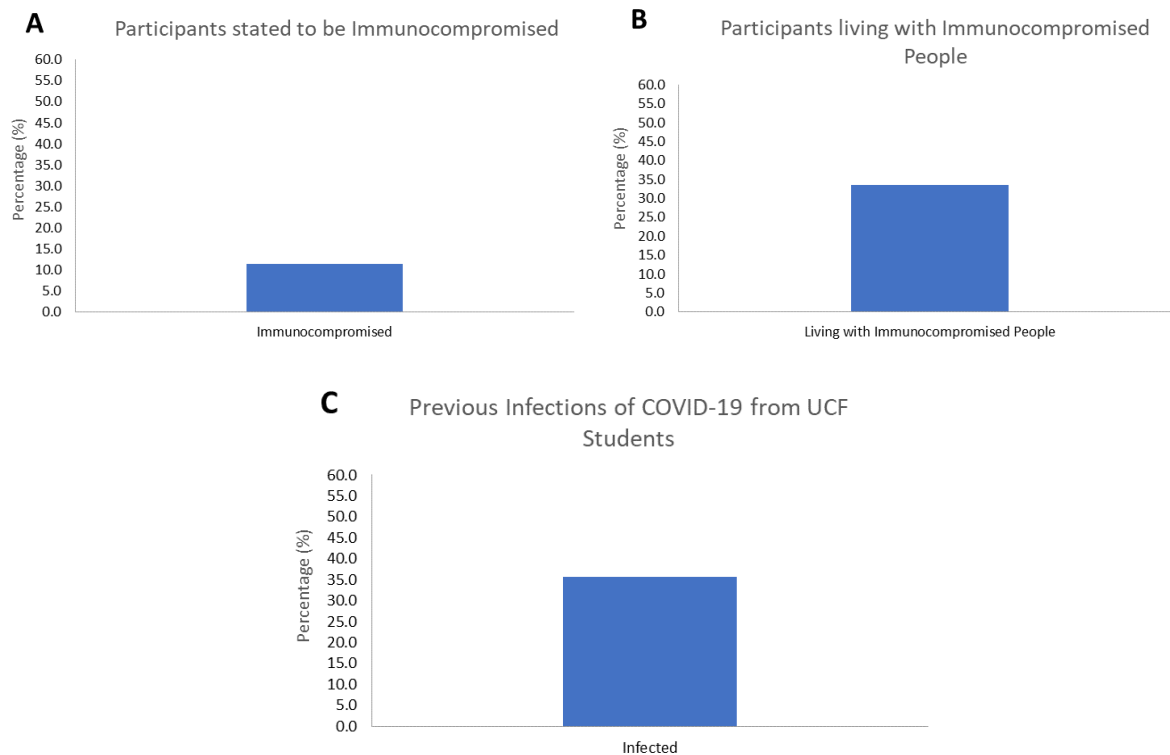 A
Participants stated to be Immunocompromised
Percentage (%)
60.0
55.0
50.0
45.0
40.0
35.0
30.0
25.0
20.0
15.0
10.0
5.0
0.0
Immunocompromised
B
Participants living with Immunocompromised
People
Percentage (%)
60.0
55.0
50.0
45.0
40.0
35.0
30.0
25.0
20.0
15.0
10.0
5.0
0.0
Living with Immunocompromised People
C
Previous Infections of COVID-19 from UCF
Students
Percentage (%)
60.0
55.0
50.0
45.0
40.0
35.0
30.0
25.0
20.0
15.0
10.0
5.0
0.0
Infected